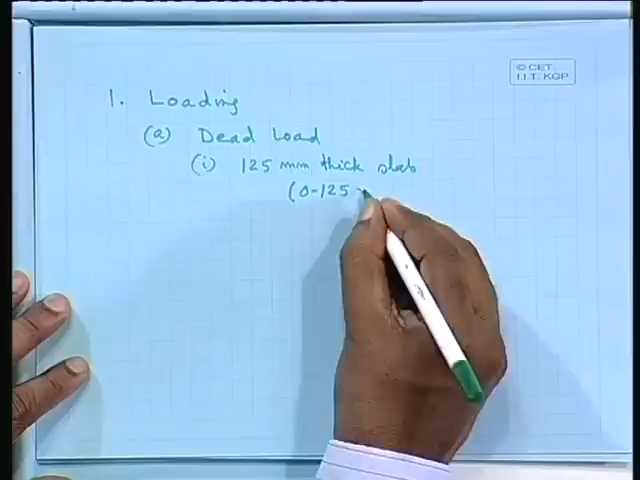 © CET
I.I.T. KGP
1. Loading
(a) Dead Load
(i) 125 mm thick slab
(0.125